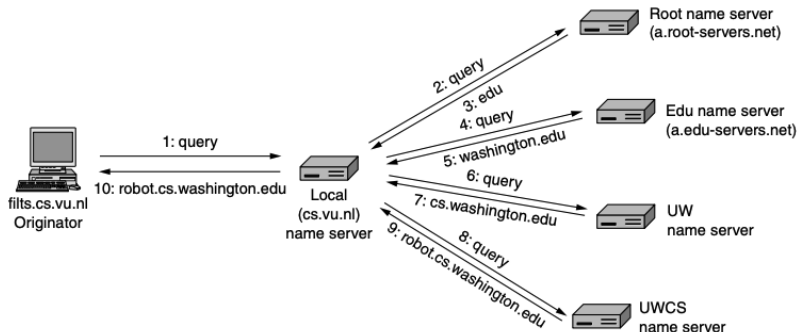 Root name server
(a.root-servers.net)
2: query
3: edu
Edu name server
(a.edu-servers.net)
4: query
5: washington.edu
1: query
10: robot.cs.washington.edu
filts.cs.vu.nl
Originator
Local
(cs.vu.nl)
name server
6: query
7: cs.washington.edu
UW
name server
8: query
9: robot.cs.washington.edu
UWCS
name server